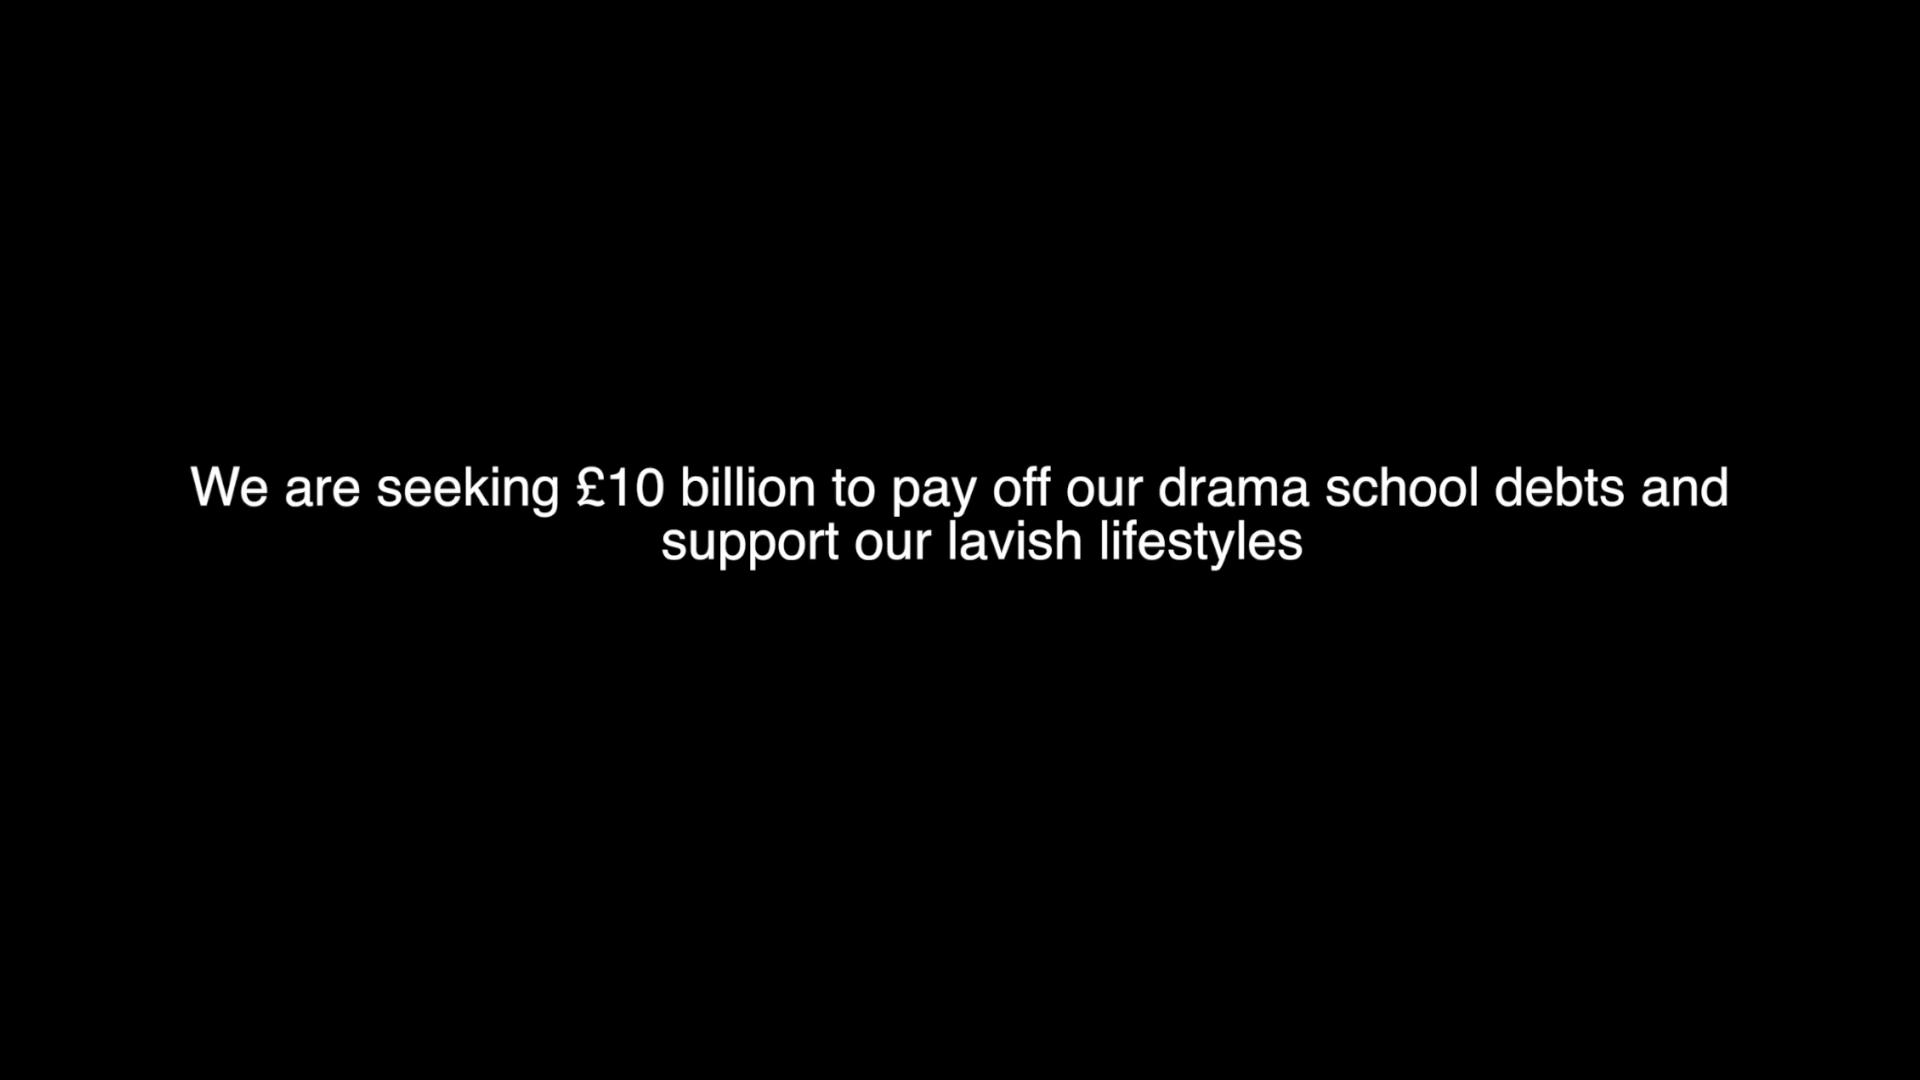 We are seeking £10 billion to pay off our drama school debts and
support our lavish lifestyles